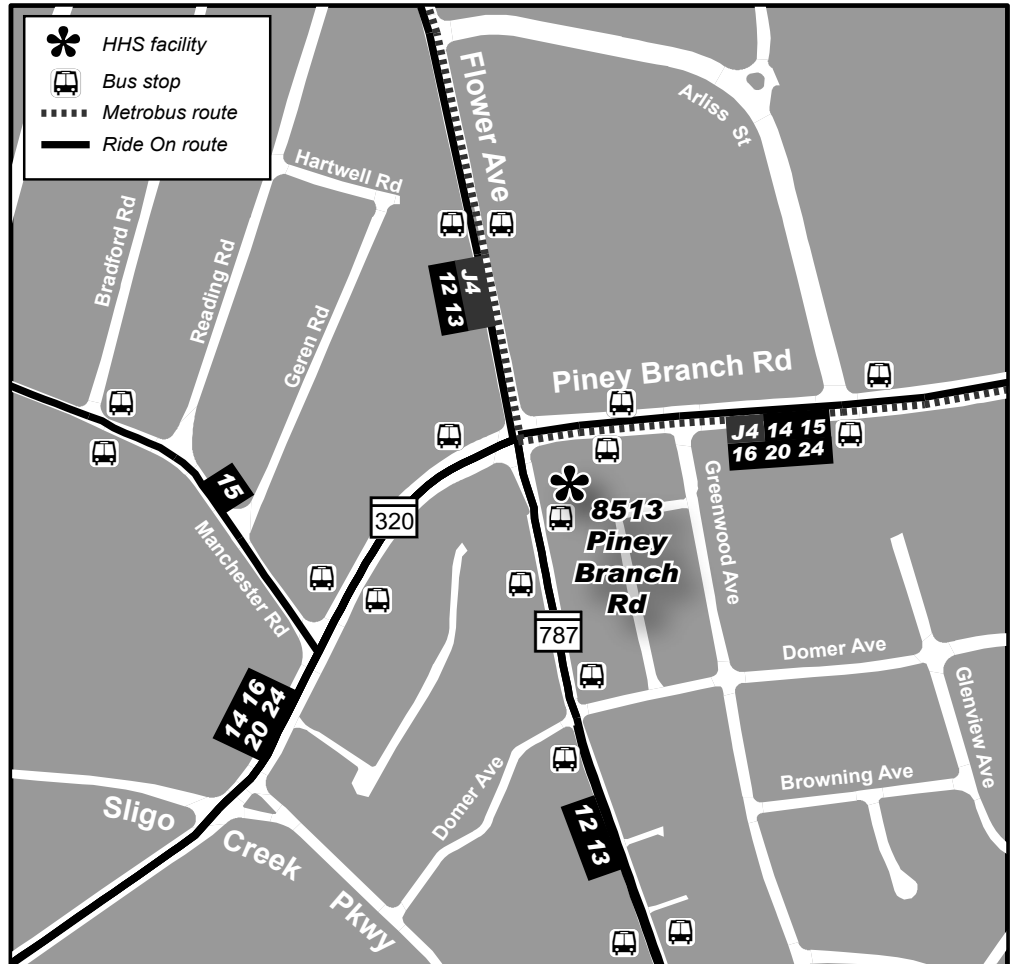 HHS facility
Bus stop
Metrobus route
Ride On route
Flower Ave
Arliss St
Hartwell Rd
Bradford Rd
Reading Rd
Geren Rd
J4
12 13
Piney Branch Rd
J4 14 15
16 20 24
15
320
Manchester Rd
8513
Piney
Branch
Rd
Greenwood Ave
787
Domer Ave
Glenview Ave
14 16
20 24
Browning Ave
Domer Ave
Sligo
Creek
Pkwy
12 13